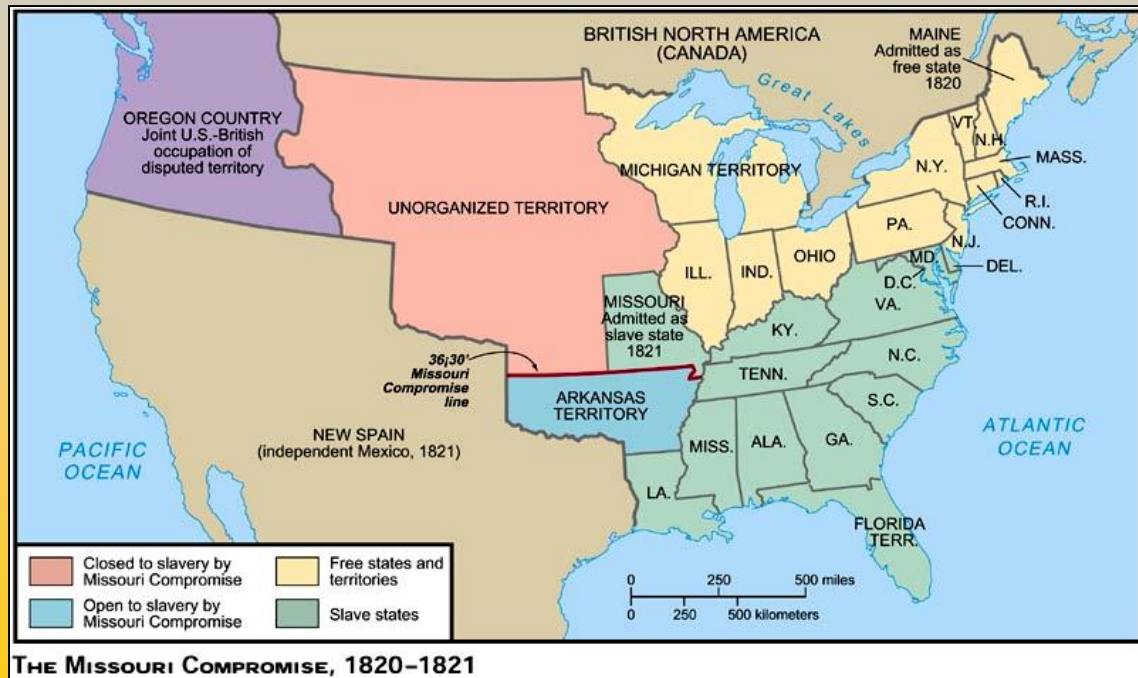 BRITISH NORTH AMERICA
(CANADA)
MAINE
Admitted as
free state
1820
Great Lakes
OREGON COUNTRY
Joint U.S.-British
occupation of
disputed territory
VT.
N.H.
MASS.
MICHIGAN TERRITORY
N.Y.
R.I.
CONN.
UNORGANIZED TERRITORY
PA.
N.J.
OHIO
ILL.
IND.
MD.
DEL.
D.C.
VA.
MISSOURI
Admitted as
slave state
1821
KY.
36¡30'
Missouri
Compromise
line
N.C.
TENN.
ARKANSAS
TERRITORY
S.C.
NEW SPAIN
(independent Mexico, 1821)
PACIFIC
OCEAN
ATLANTIC
OCEAN
MISS.
ALA.
GA.
LA.
FLORIDA
TERR.
Closed to slavery by
Missouri Compromise
Free states and
territories
Open to slavery by
Missouri Compromise
Slave states
0 250 500 miles
0 250 500 kilometers
THE MISSOURI COMPROMISE, 1820–1821